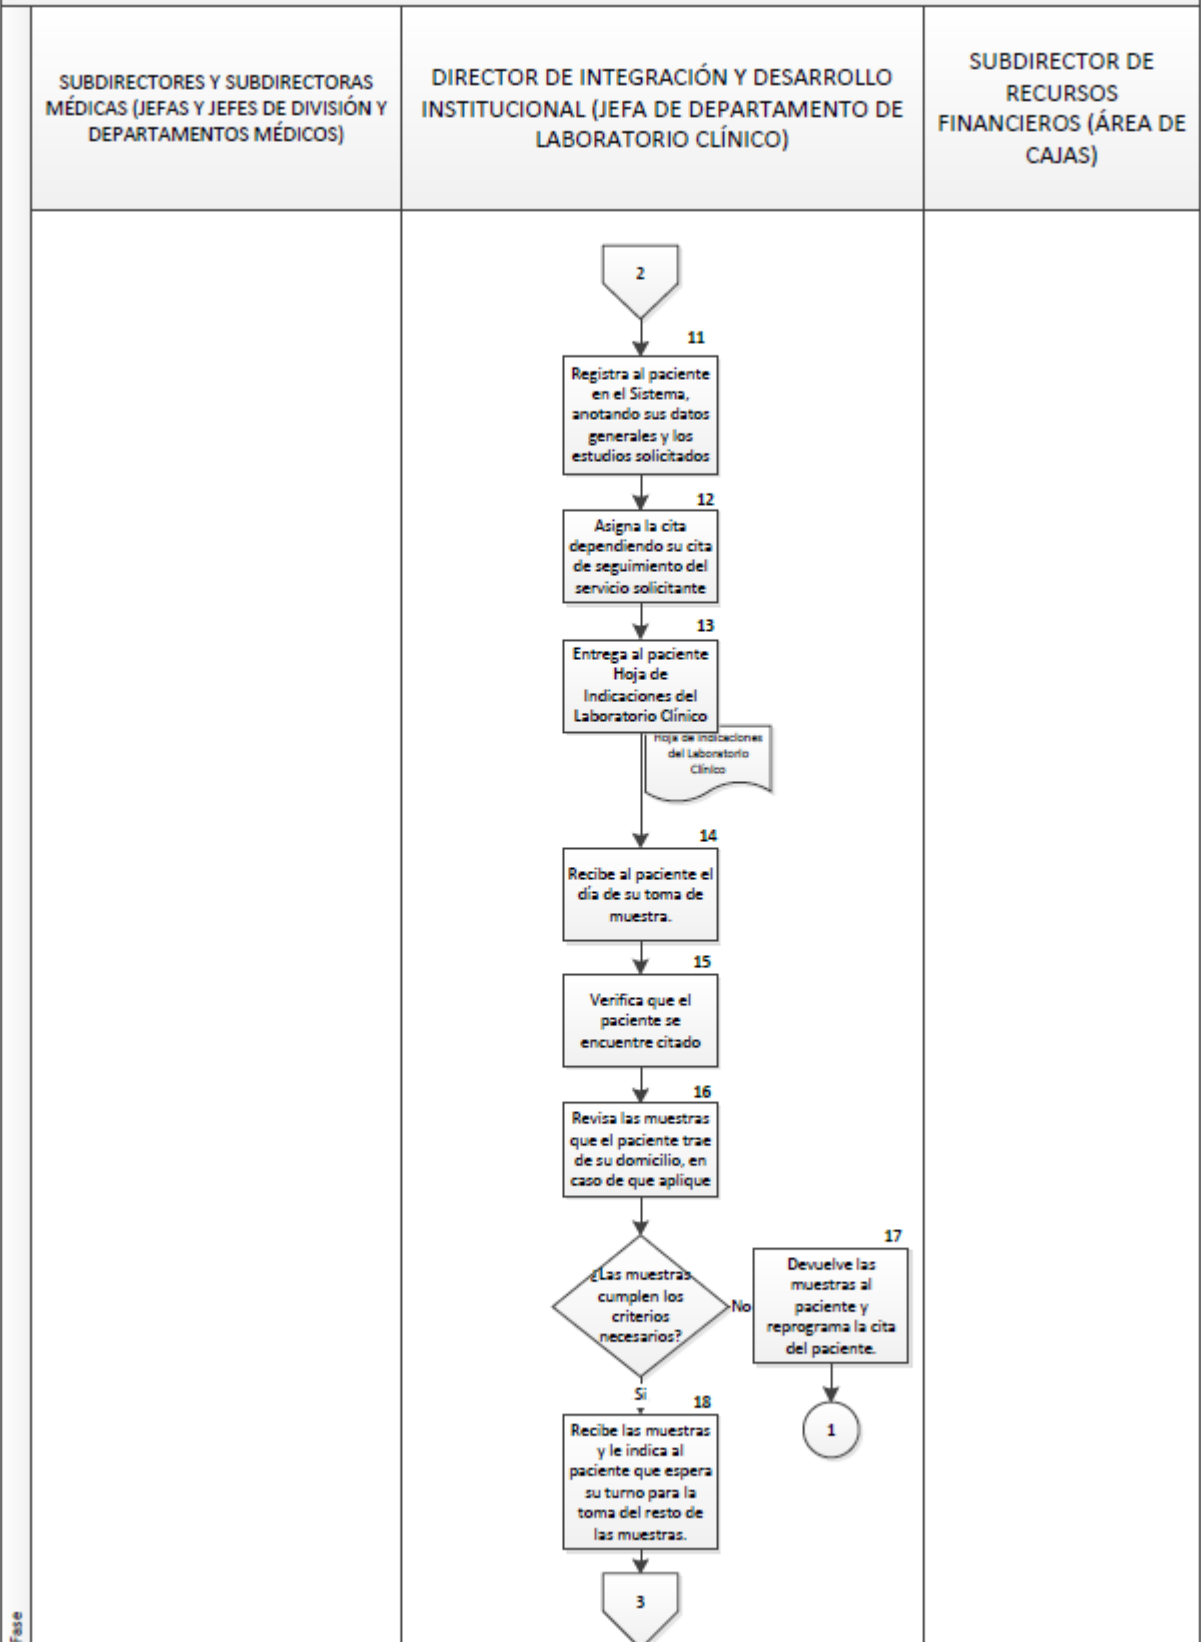 SUBDIRECTORES Y SUBDIRECTORAS
MÉDICAS (JEFAS Y JEFES DE DIVISIÓN Y
DEPARTAMENTOS MÉDICOS)
DIRECTOR DE INTEGRACIÓN Y DESARROLLO
INSTITUCIONAL (JEFA DE DEPARTAMENTO DE
LABORATORIO CLÍNICO)
SUBDIRECTOR DE
RECURSOS
FINANCIEROS (ÁREA DE
CAJAS)
2
11
Registra al paciente
en el Sistema,
anotando sus datos
generales y los
estudios solicitados
12
Asigna la cita
dependiendo su cita
de seguimiento del
servicio solicitante
13
Entrega al paciente
Hoja de
Indicaciones del
Laboratorio Clínico
Hoja de Indicaciones
del Laboratorio
Clínico
14
Recibe al paciente el
día de su toma de
muestra.
15
Verifica que el
paciente se
encuentre citado
16
Revisa las muestras
que el paciente trae
de su domicilio, en
caso de que aplique
¿Las muestras
cumplen los
criterios
necesarios?
No
17
Devuelve las
muestras al
paciente y
reprograma la cita
del paciente.
1
Si
18
Recibe las muestras
y le indica al
paciente que espera
su turno para la
toma del resto de
las muestras.
3
Fase